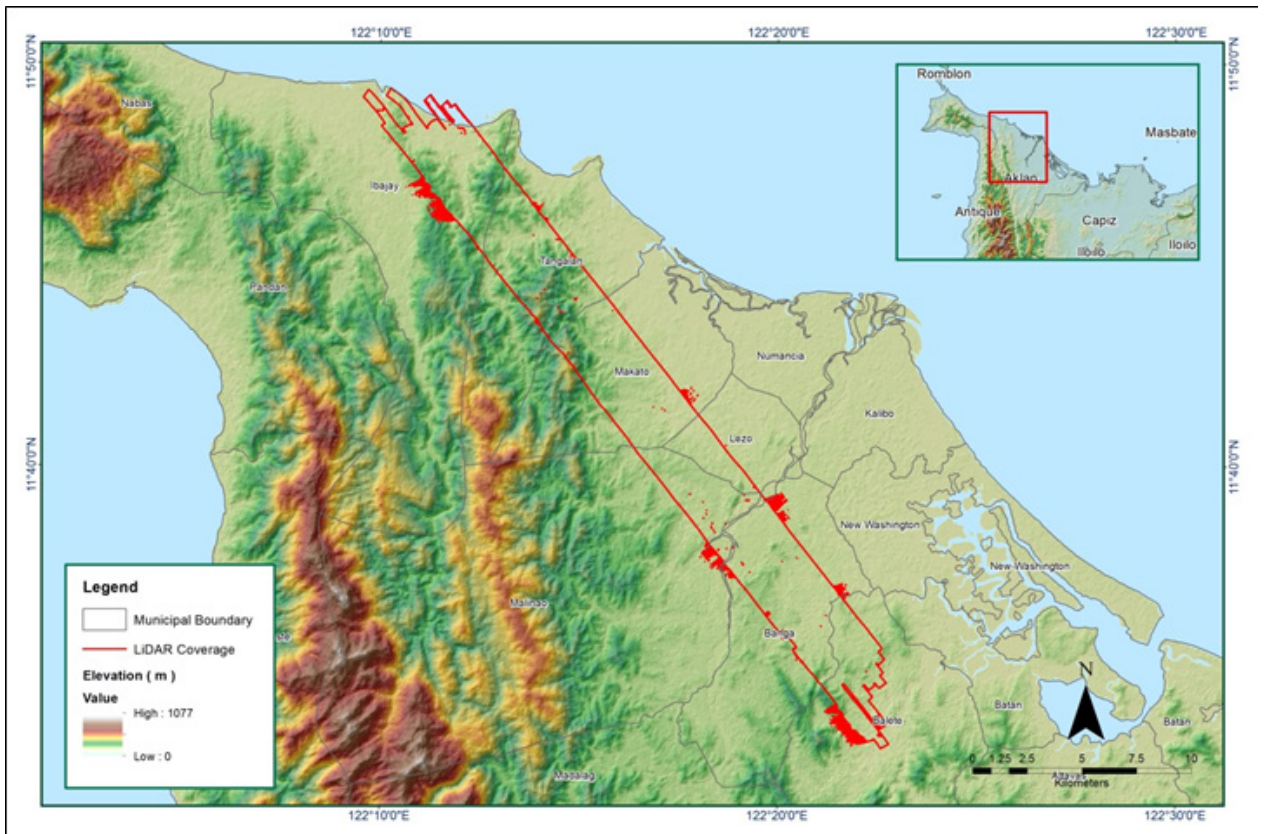 122°10'0"E
122°20'0"E
122°30'0"E
11°50'0"N
11°50'0"N
Romblon
Masbate
Aklan
Antique
Capiz
Iloilo
Iloilo
Nabas
Ibajay
Tangalan
Pandan
Numancia
Makato
Kalibo
Lezo
11°40'0"N
11°40'0"N
New Washington
New Washington
Malinao
Banga
Balete
Batan
Batan
Madalag
Altavas
N
0 1.25 2.5 5 7.5 10
Kilometers
Legend
Municipal Boundary
LiDAR Coverage
Elevation ( m )
Value
High : 1077
Low : 0
122°10'0"E
122°20'0"E
122°30'0"E